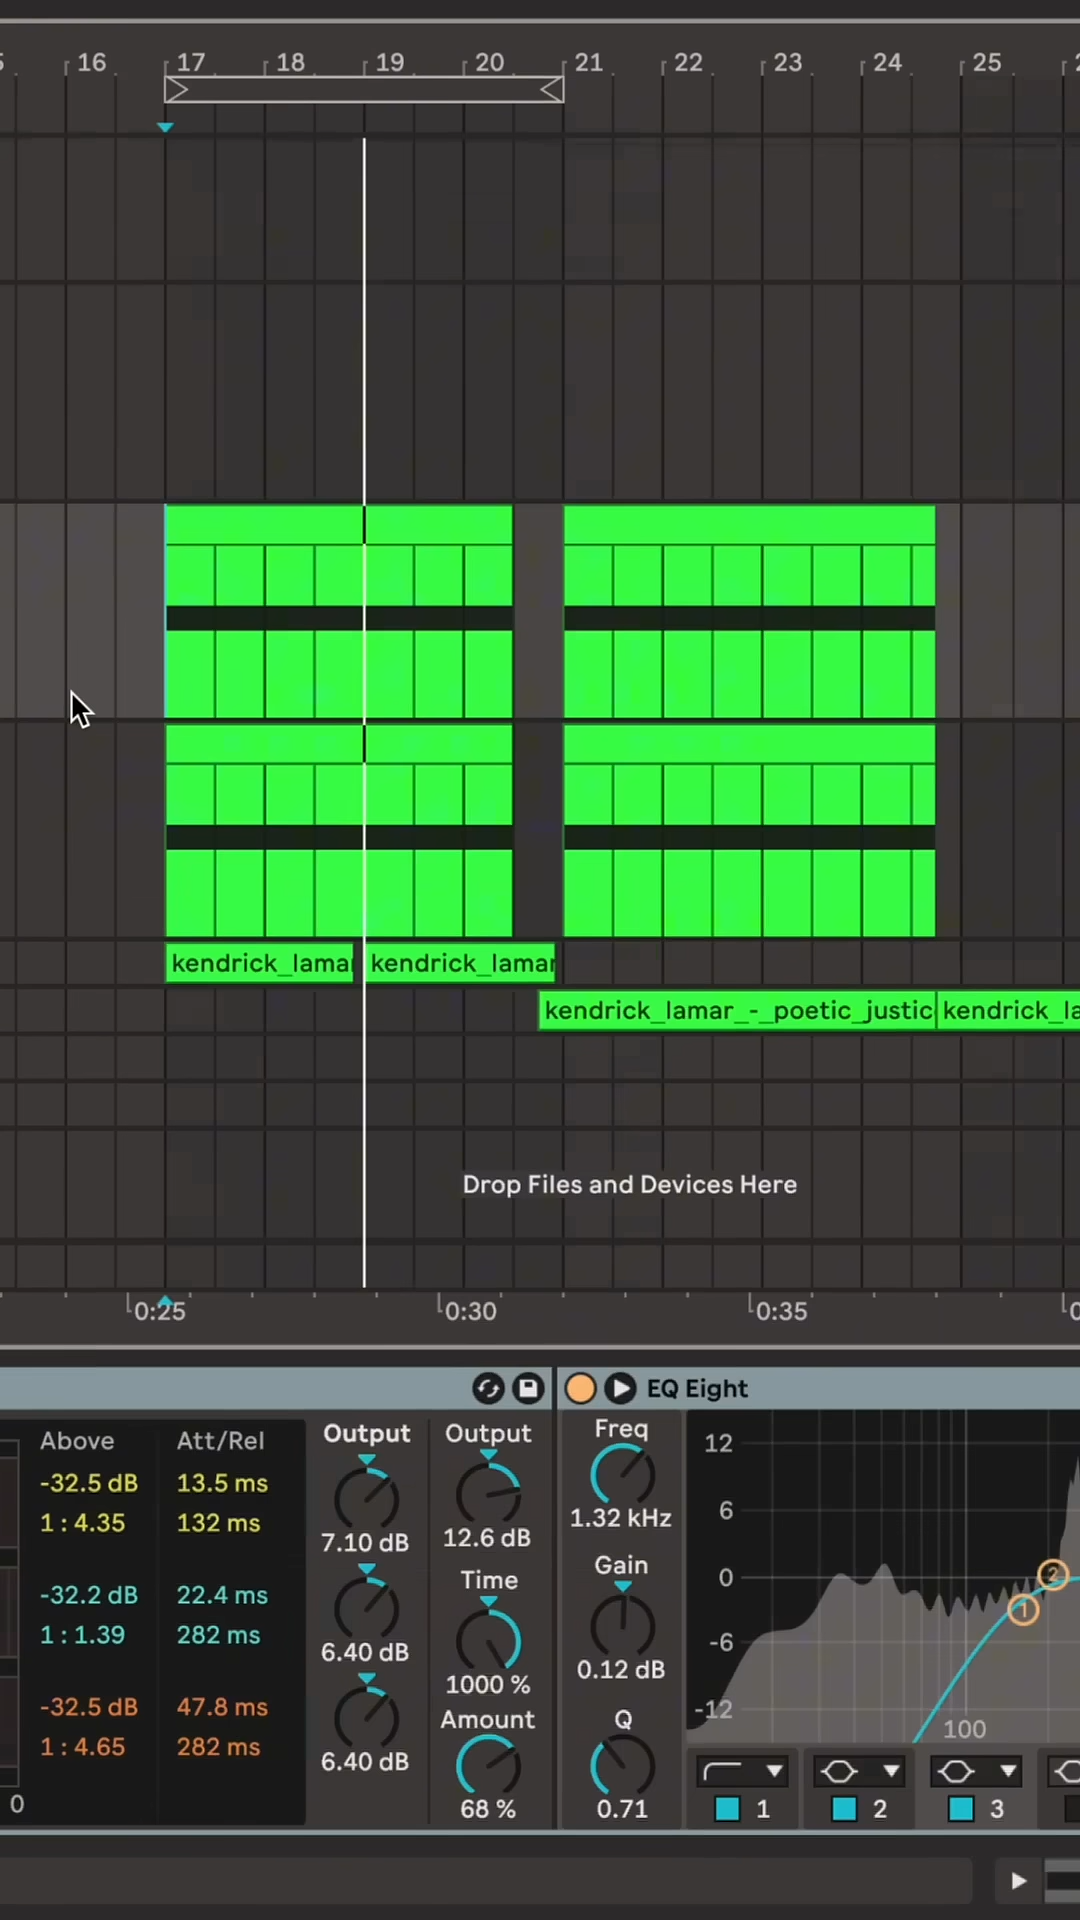 16 17 18 19 20 21 22 23 24 25
kendrick_lamar kendrick_lamar
kendrick_lamar_-_poetic_justic kendrick_la
Drop Files and Devices Here
0:25 0:30 0:35
EQ Eight
Above Att/Rel Output Output Freq
-32.5 dB 13.5 ms
1 : 4.35 132 ms
7.10 dB 12.6 dB 1.32 kHz
Time Gain
-32.2 dB 22.4 ms
1 : 1.39 282 ms
6.40 dB 1000 % 0.12 dB
Amount Q
-32.5 dB 47.8 ms
1 : 4.65 282 ms
6.40 dB 68 % 0.71
0
12
6
0
-6
-12
100
1 2
1 2 3